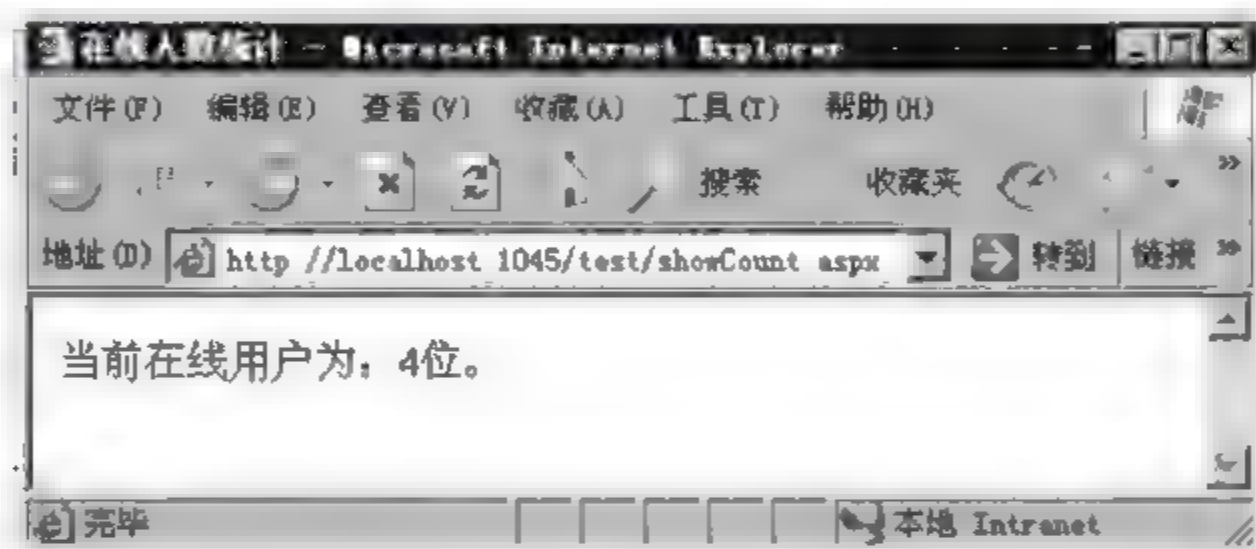 在线人数统计 - Microsoft Internet Explorer
文件(F) 编辑(E) 查看(V) 收藏(A) 工具(T) 帮助(H)
搜索 收藏夹 »
地址(D) http //localhost 1045/test/showCount aspx 转到 链接 »
当前在线用户为：4位。
完毕 本地 Intranet